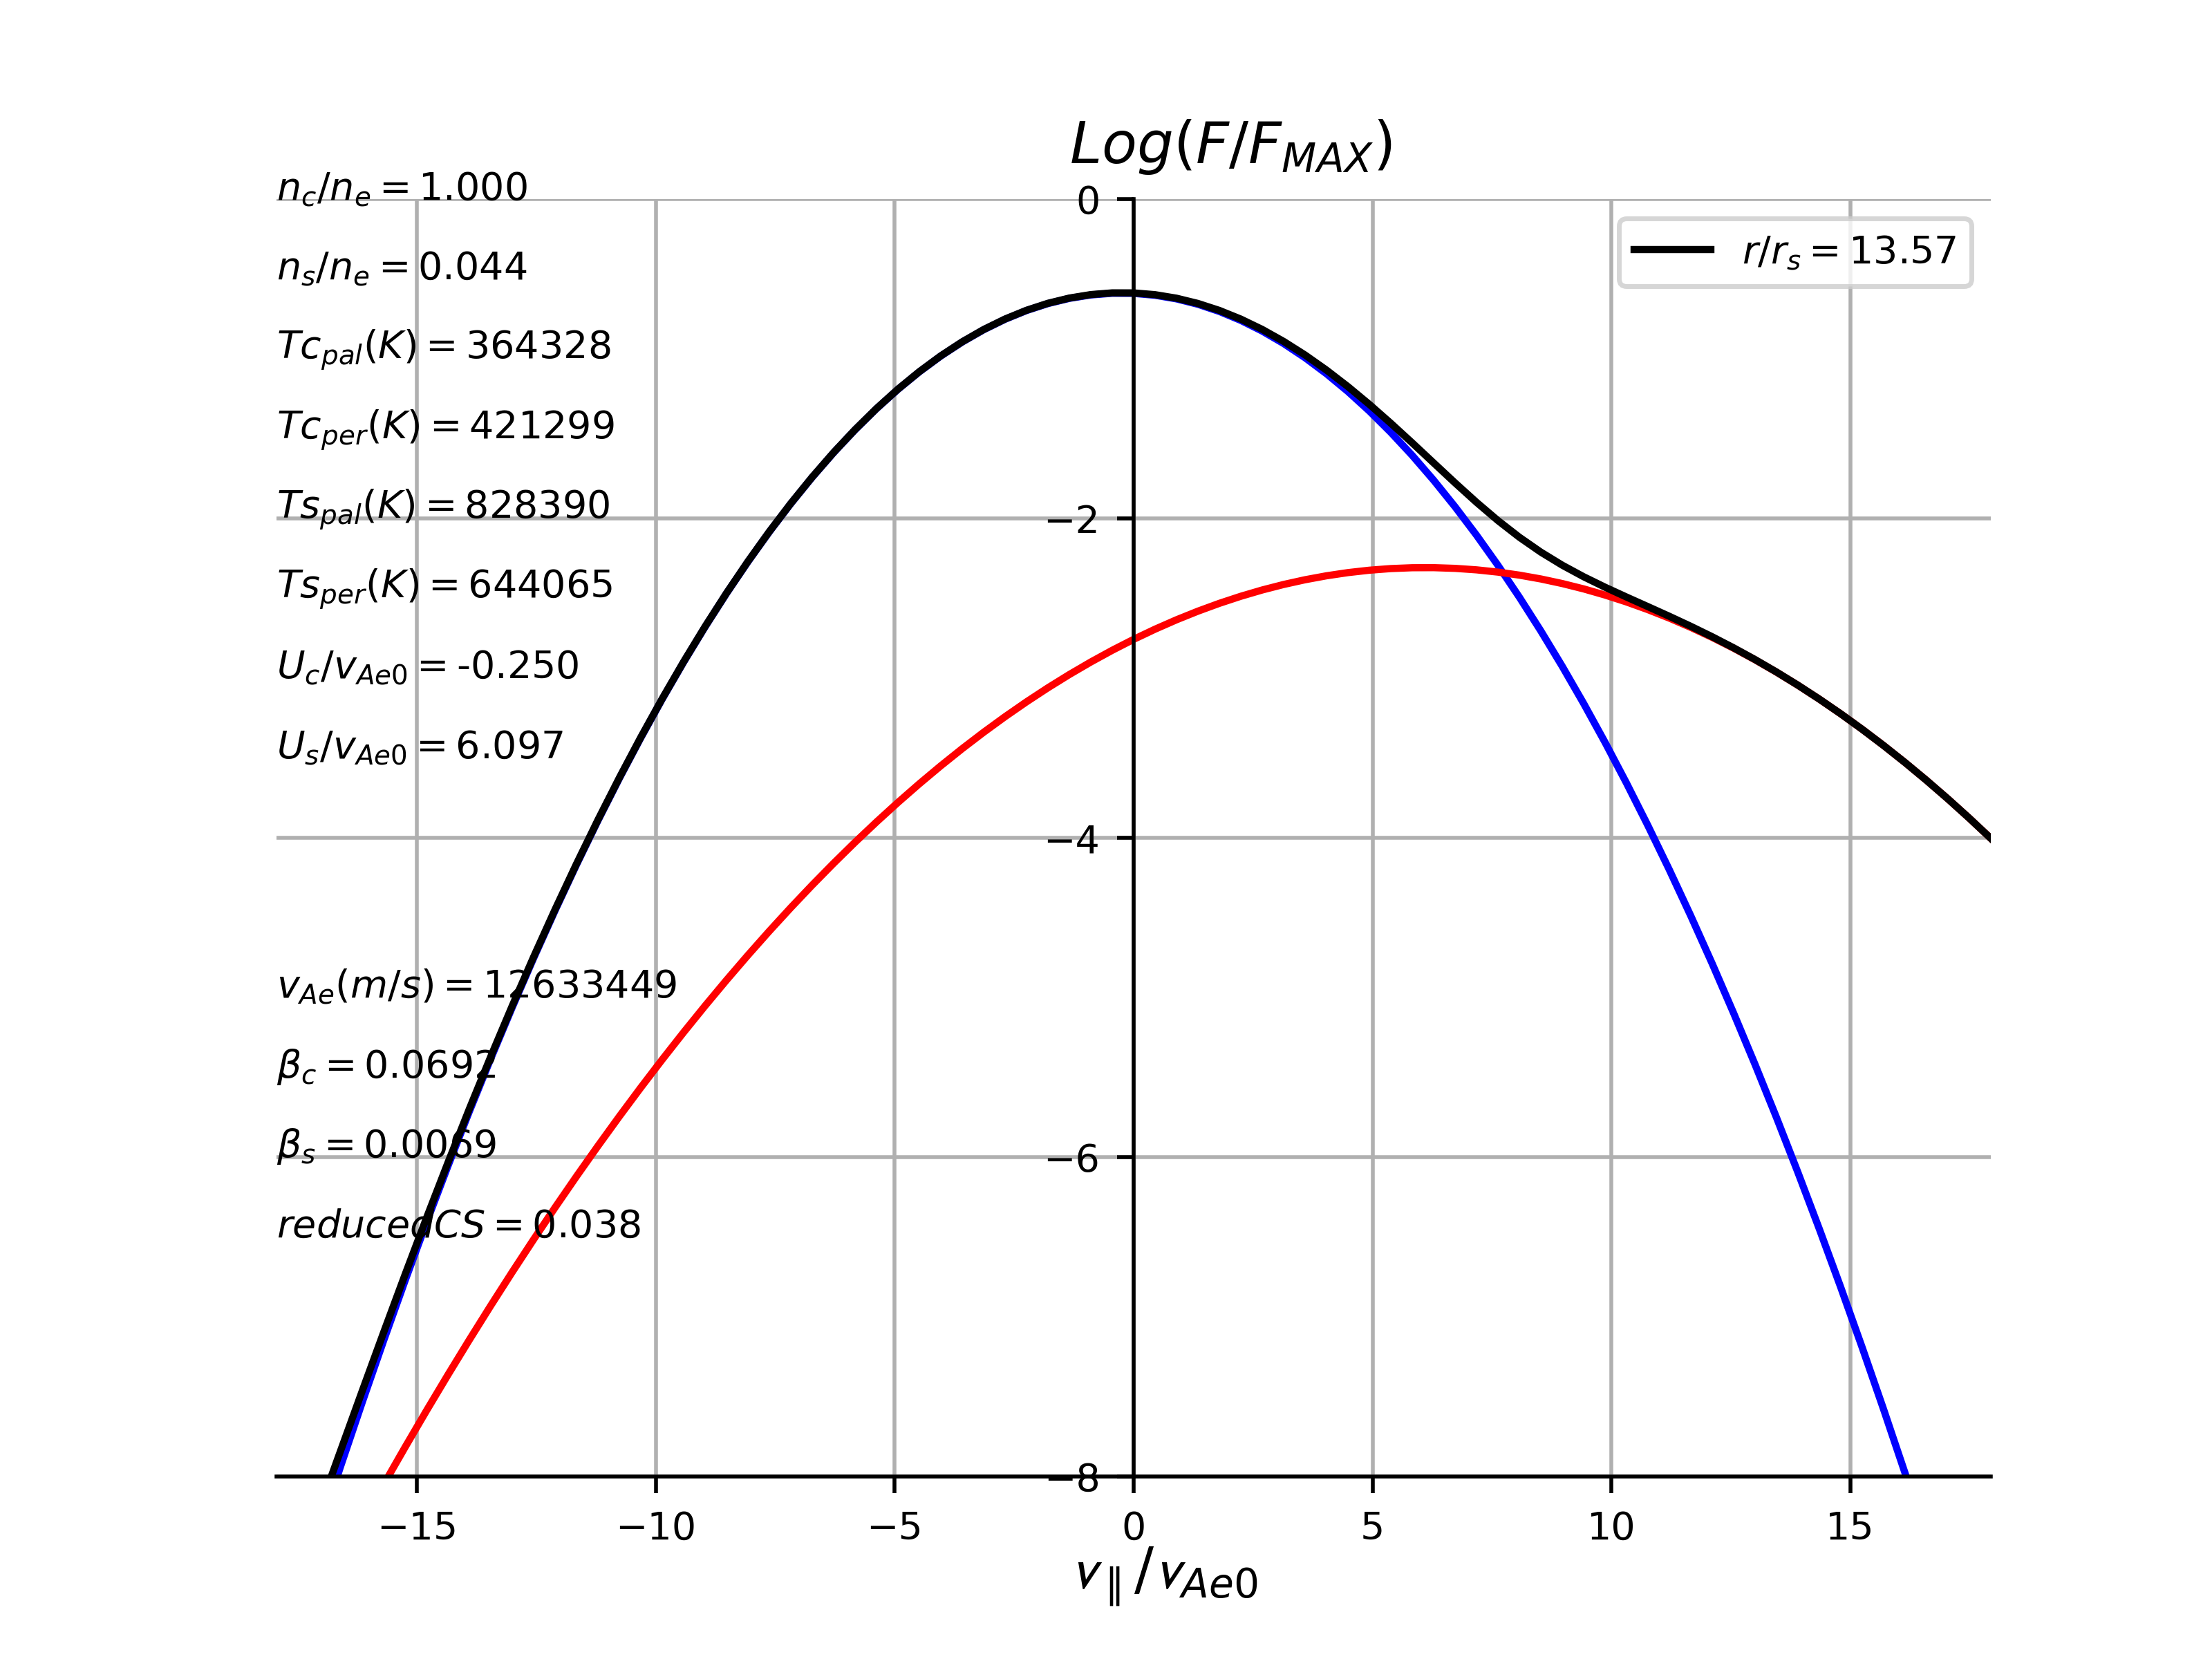 Log(F/F_MAX)
n_c/n_e = 1.000
0
r/r_s = 13.57
n_s/n_e = 0.044
Tc_pal(K) = 364328
Tc_per(K) = 421299
Ts_pal(K) = 828390
−2
Ts_per(K) = 644065
U_c/v_Ae0 = -0.250
U_s/v_Ae0 = 6.097
−4
v_Ae(m/s) = 12633449
β_c = 0.0692
β_s = 0.0069
−6
reducedCS = 0.038
−8
−15 −10 −5 0 5 10 15
v_∥/v_Ae0